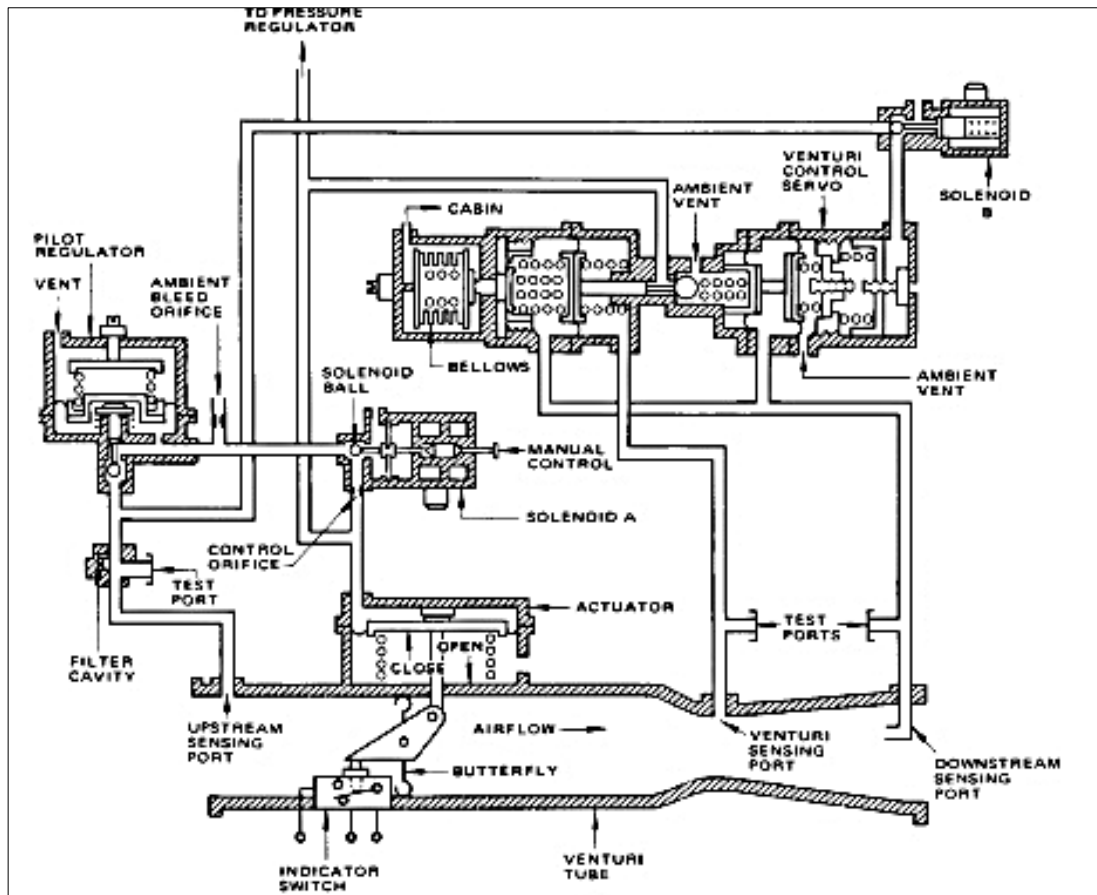 TO PRESSURE
REGULATOR
PILOT
REGULATOR
VENT
AMBIENT
BLEED
ORIFICE
CABIN
AMBIENT
VENT
VENTURI
CONTROL
SERVO
SOLENOID
B
SOLENOID
BALL
BELLOWS
AMBIENT
VENT
MANUAL
CONTROL
SOLENOID A
CONTROL
ORIFICE
TEST
PORT
FILTER
CAVITY
ACTUATOR
OPEN
CLOSE
TEST
PORTS
UPSTREAM
SENSING
PORT
AIRFLOW
BUTTERFLY
VENTURI
SENSING
PORT
DOWNSTREAM
SENSING
PORT
INDICATOR
SWITCH
VENTURI
TUBE